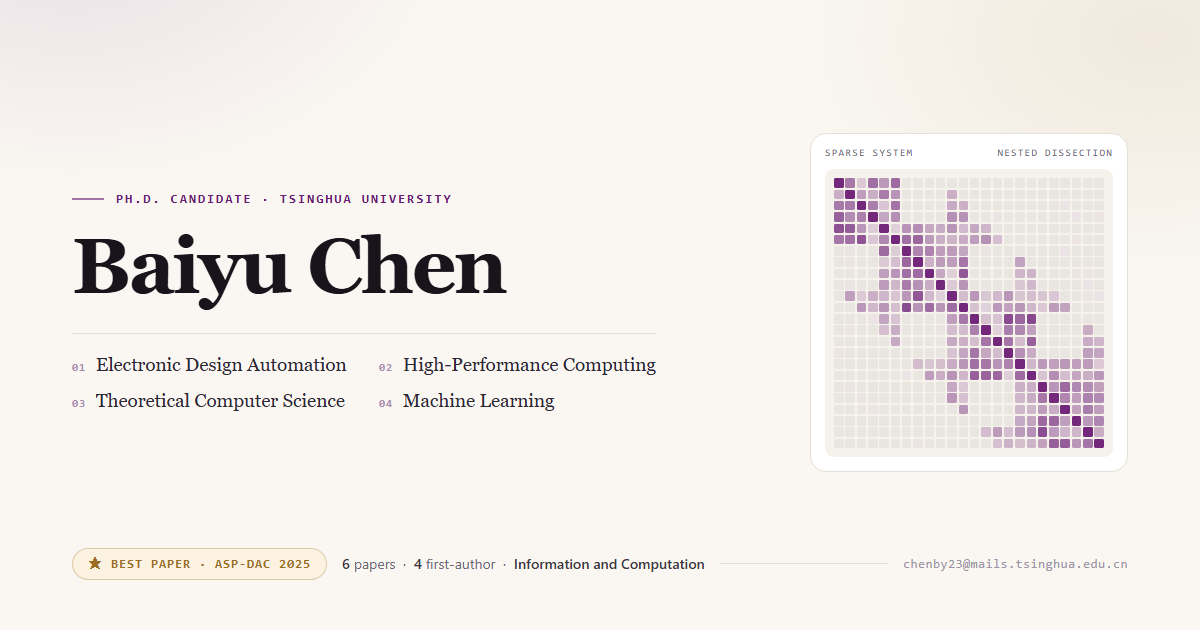 PH.D. CANDIDATE · TSINGHUA UNIVERSITY
Baiyu Chen
01 Electronic Design Automation
02 High-Performance Computing
03 Theoretical Computer Science
04 Machine Learning
SPARSE SYSTEM
NESTED DISSECTION
★ BEST PAPER · ASP-DAC 2025
6 papers · 4 first-author · Information and Computation
chenby23@mails.tsinghua.edu.cn